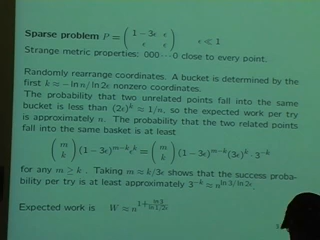 Sparse problem P = ( 1 − 3ϵ ϵ ϵ ϵ ) ϵ ≪ 1
Strange metric properties: 000⋯0 close to every point.
Randomly rearrange coordinates. A bucket is determined by the
first k ≈ − ln n/ ln 2ϵ nonzero coordinates.
The probability that two unrelated points fall into the same
bucket is less than (2ϵ)^k ≈ 1/n, so the expected work per try
is approximately n. The probability that the two related points
fall into the same basket is at least
( m k ) (1 − 3ϵ)^{m−k} ϵ^k = ( m k ) (1 − 3ϵ)^{m−k} (3ϵ)^k · 3^{−k}
for any m ≥ k . Taking m ≈ k/3ϵ shows that the success proba-
bility per try is at least approximately 3^{−k} ≈ n^{ln 3/ ln 2ϵ}.
Expected work is W ≈ n^{1+ ln 3 / ln 1/2ϵ}